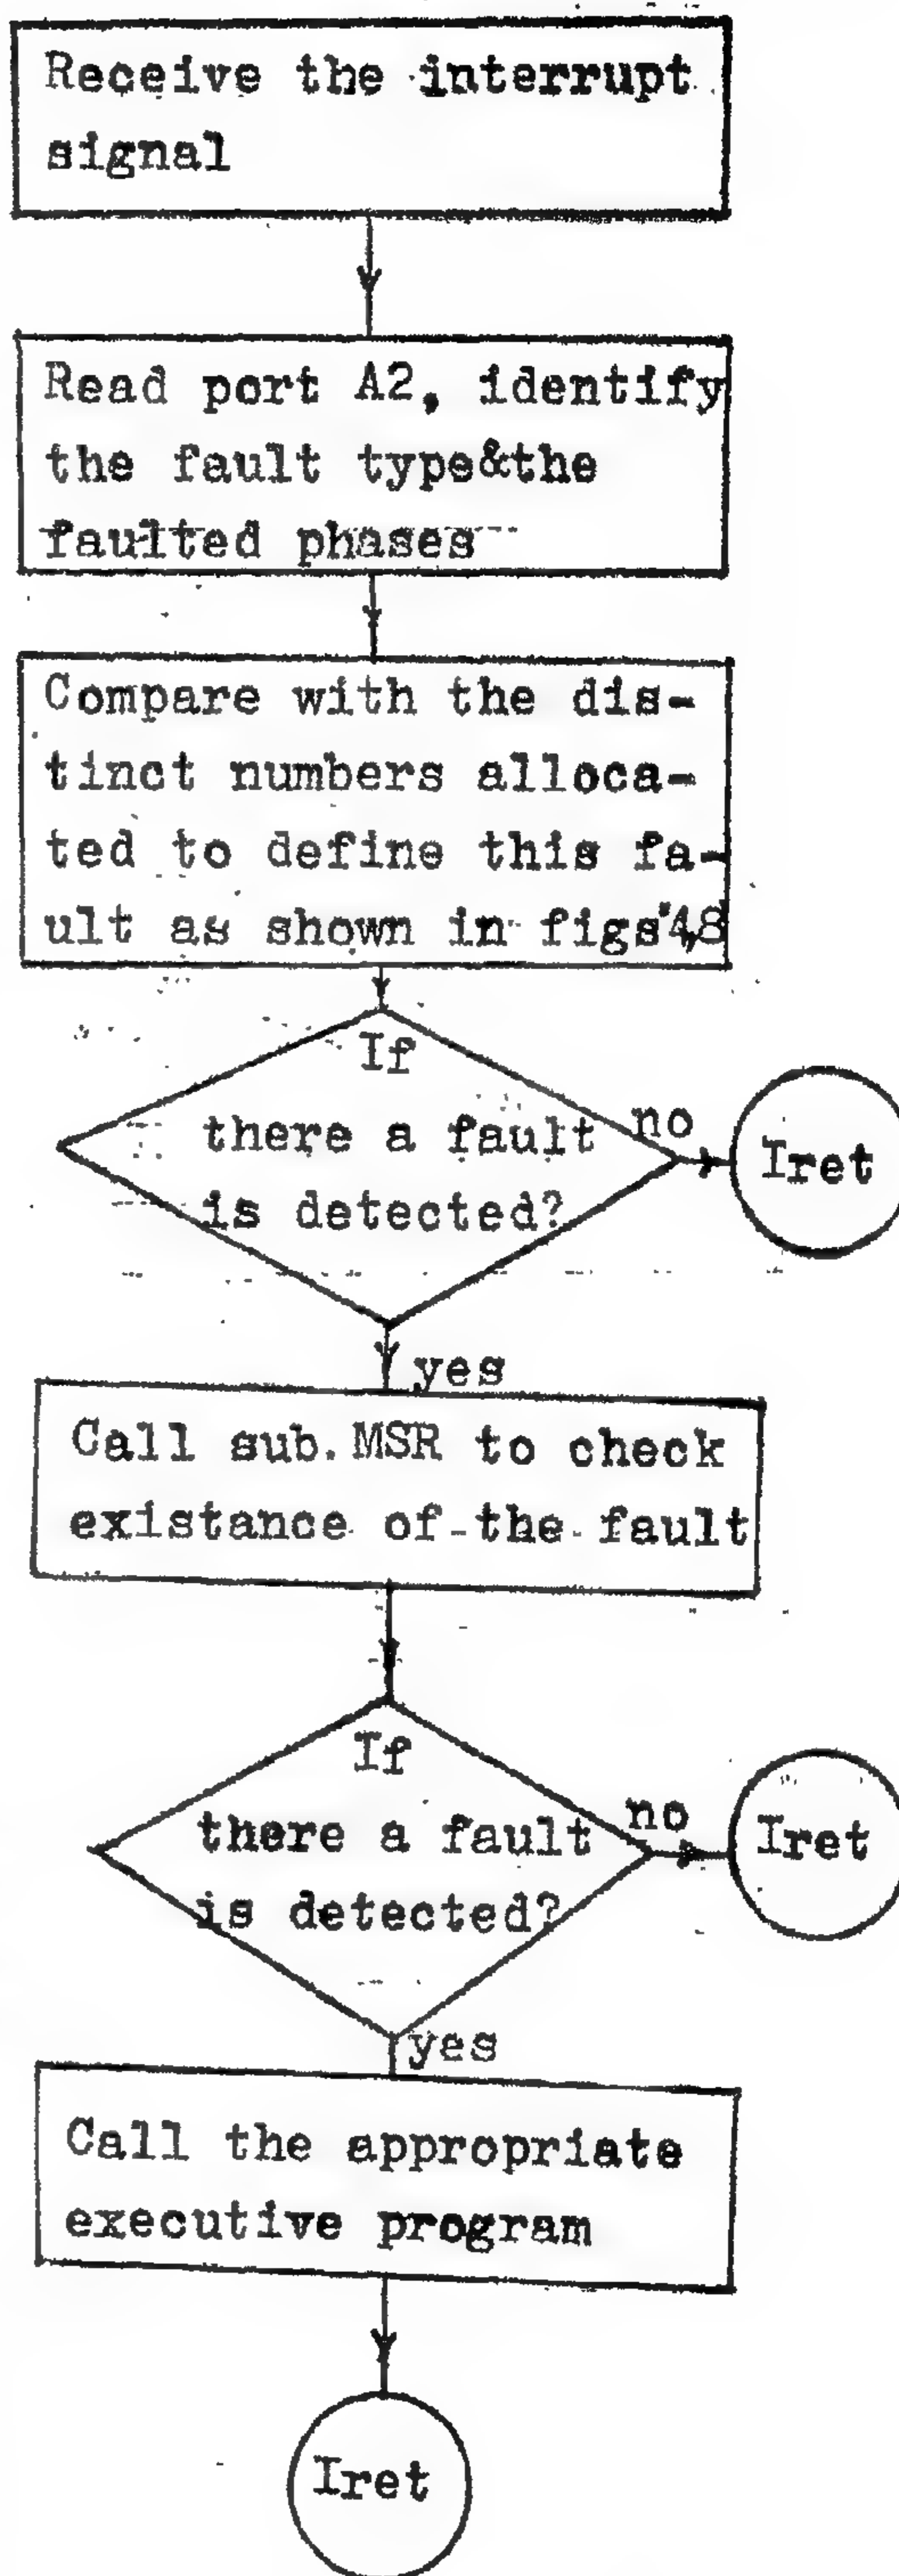 Receive the interrupt
signal
Read port A2, identify
the fault type&the
faulted phases
Compare with the dis-
tinct numbers alloca-
ted to define this fa-
ult as shown in figs 4,8
If
there a fault
is detected?
no
Iret
yes
Call sub.MSR to check
existance of the fault
If
there a fault
is detected?
no
Iret
yes
Call the appropriate
executive program
Iret